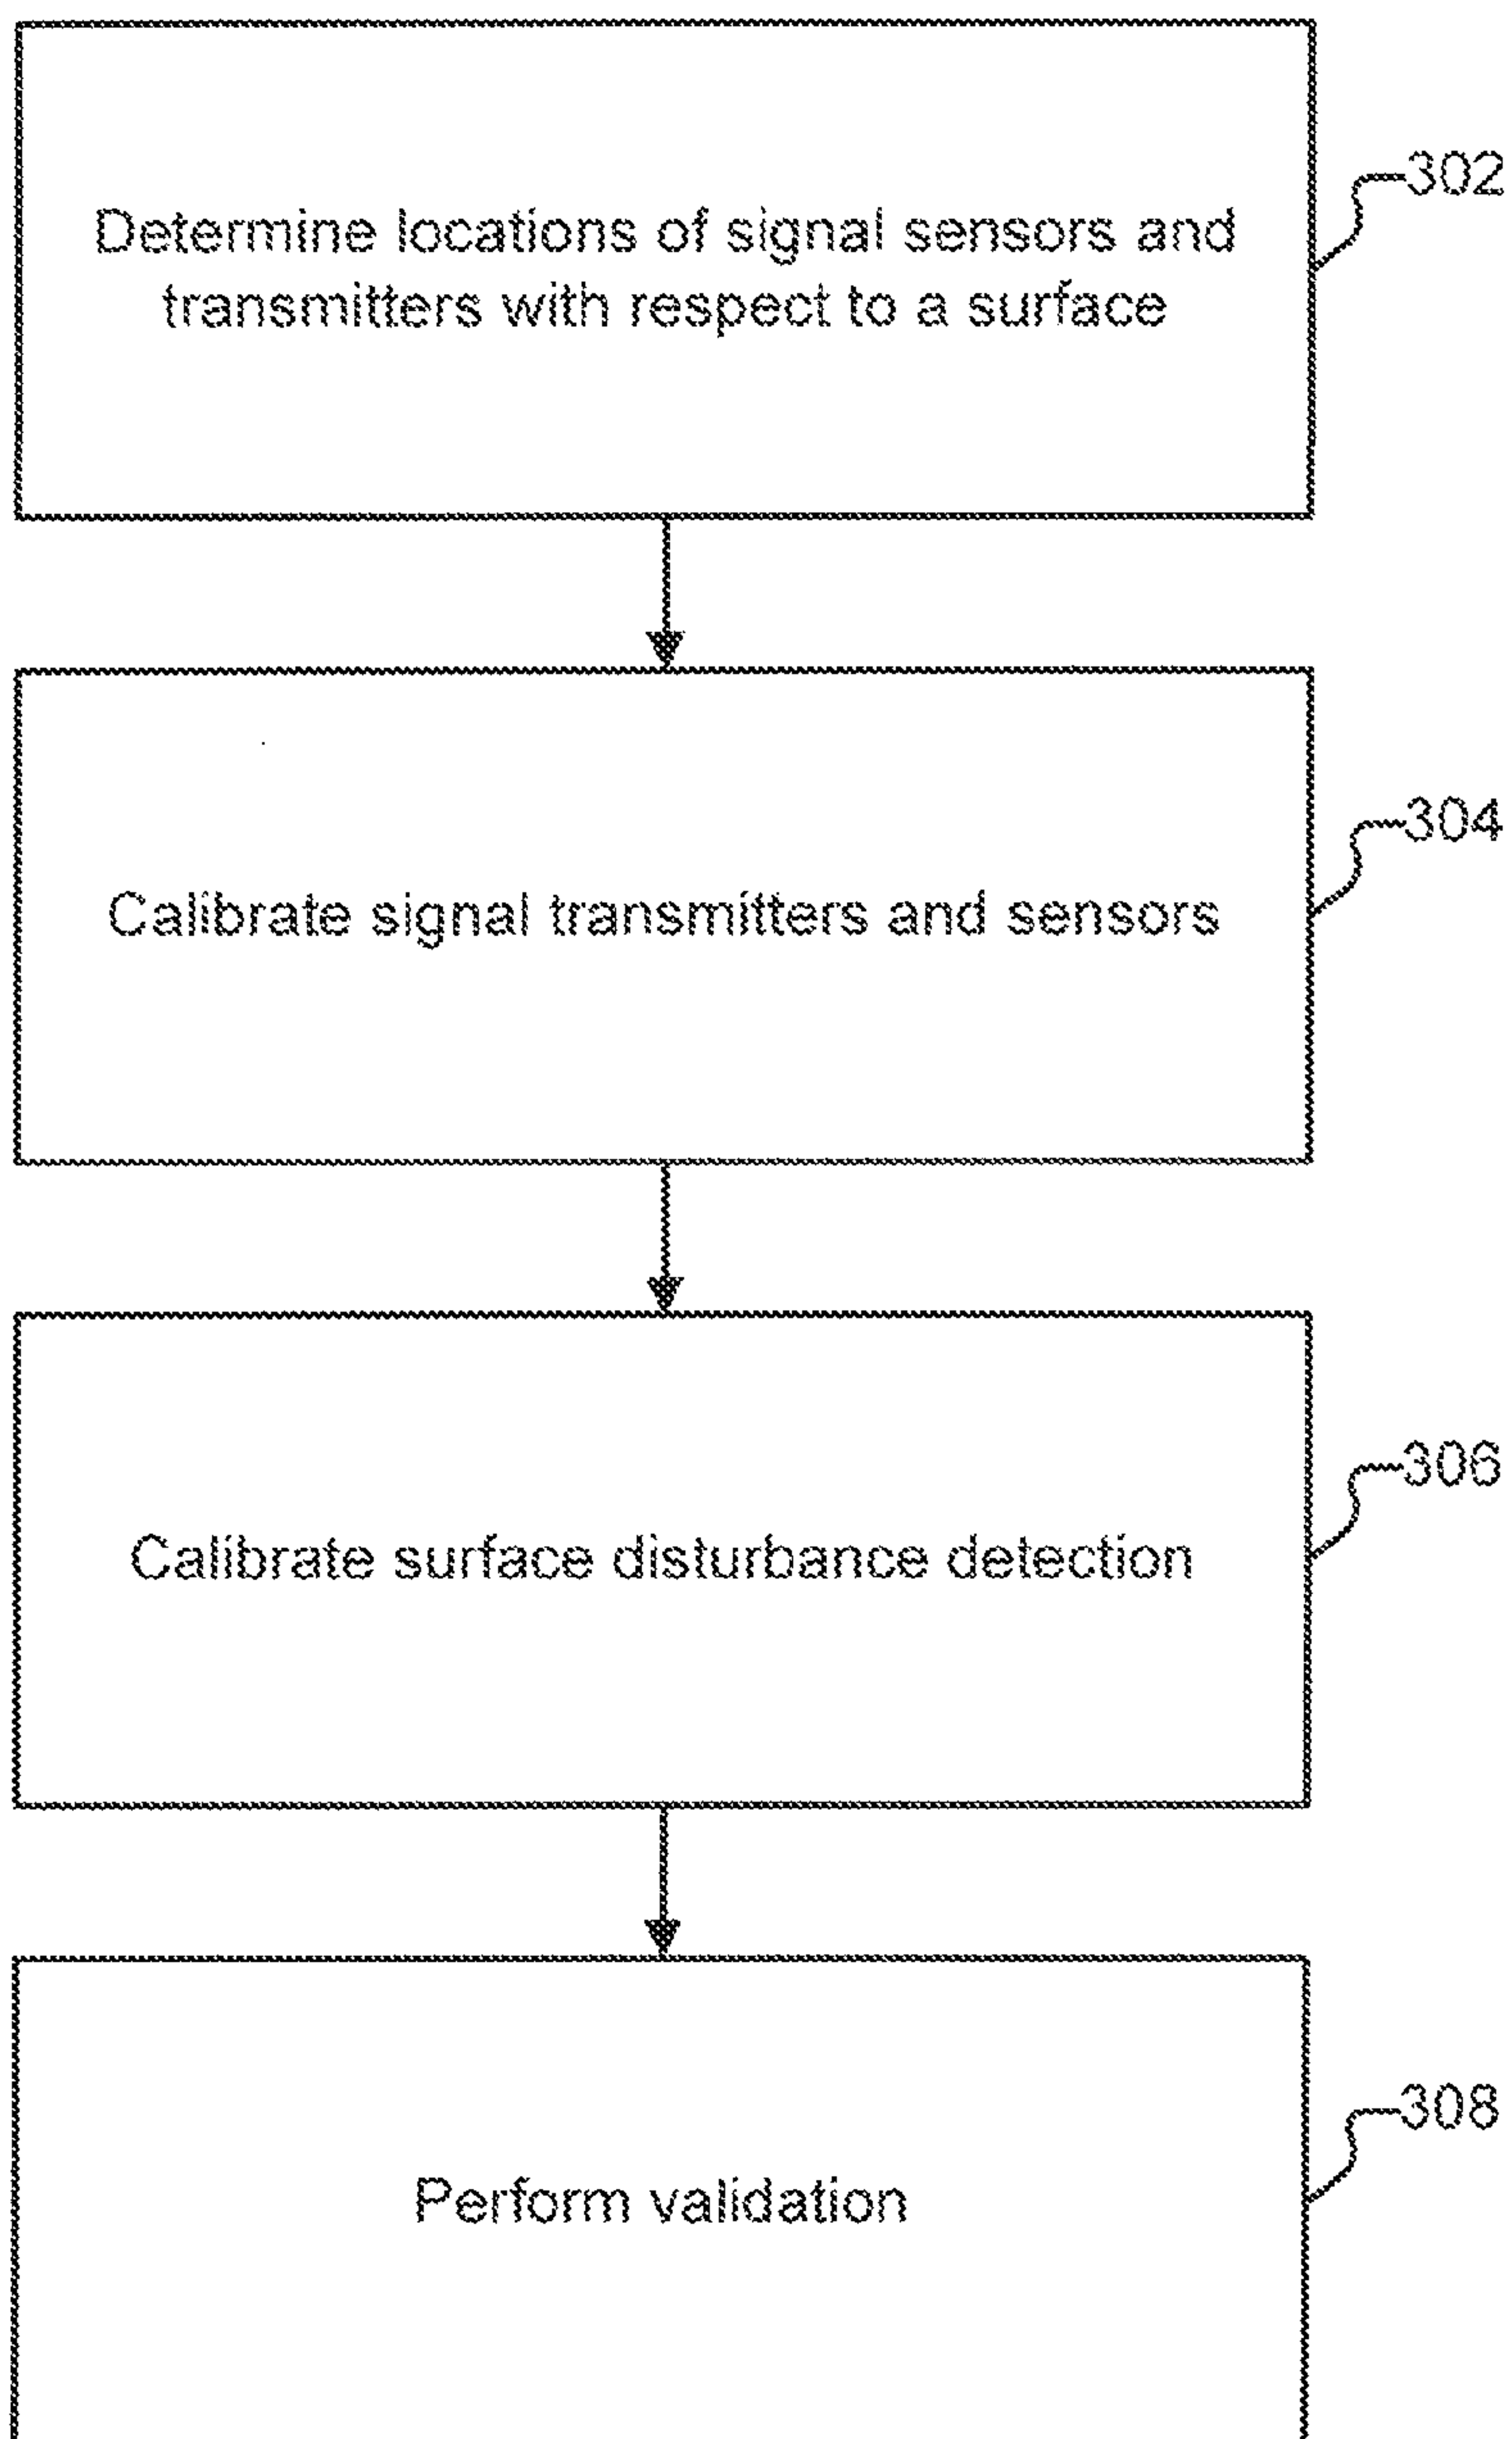 302
Determine locations of signal sensors and
transmitters with respect to a surface
304
Calibrate signal transmitters and sensors
306
Calibrate surface disturbance detection
308
Perform validation